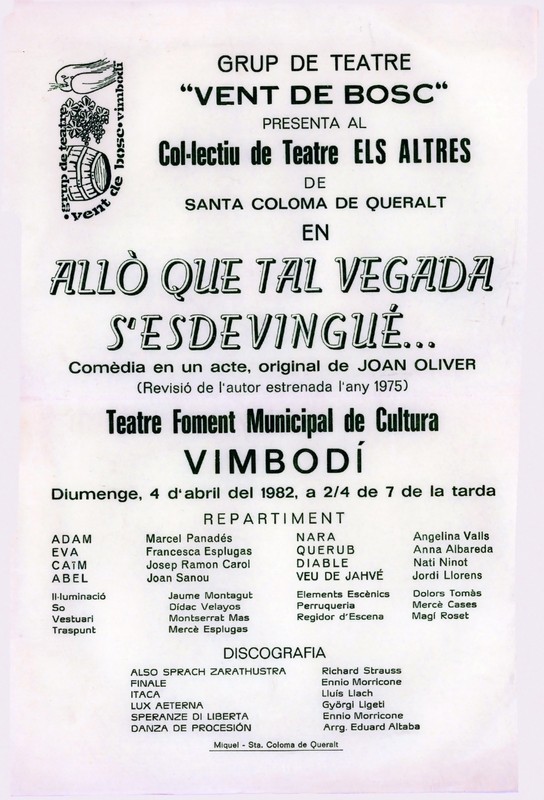 grup de teatre
vent de bosc • vimbodí
GRUP DE TEATRE
“VENT DE BOSC“
PRESENTA AL
Col·lectiu de Teatre ELS ALTRES
DE
SANTA COLOMA DE QUERALT
EN
ALLÒ QUE TAL VEGADA
S'ESDEVINGUÉ...
Comèdia en un acte, original de JOAN OLIVER
(Revisió de l'autor estrenada l'any 1975)
Teatre Foment Municipal de Cultura
VIMBODÍ
Diumenge, 4 d'abril del 1982, a 2/4 de 7 de la tarda
REPARTIMENT
ADAM Marcel Panadés NARA Angelina Valls
EVA Francesca Esplugas QUERUB Anna Albareda
CAïM Josep Ramon Carol DIABLE Nati Ninot
ABEL Joan Sanou VEU DE JAHVÉ Jordi Llorens
Il·luminació Jaume Montagut Elements Escènics Dolors Tomàs
So Dídac Velayos Perruqueria Mercè Cases
Vestuari Montserrat Mas Regidor d'Escena Magí Roset
Traspunt Mercè Esplugas
DISCOGRAFIA
ALSO SPRACH ZARATHUSTRA Richard Strauss
FINALE Ennio Morricone
ITACA Lluís Llach
LUX AETERNA Györgi Ligeti
SPERANZE DI LIBERTA Ennio Morricone
DANZA DE PROCESIÓN Arrg. Eduard Altaba
Miquel - Sta. Coloma de Queralt